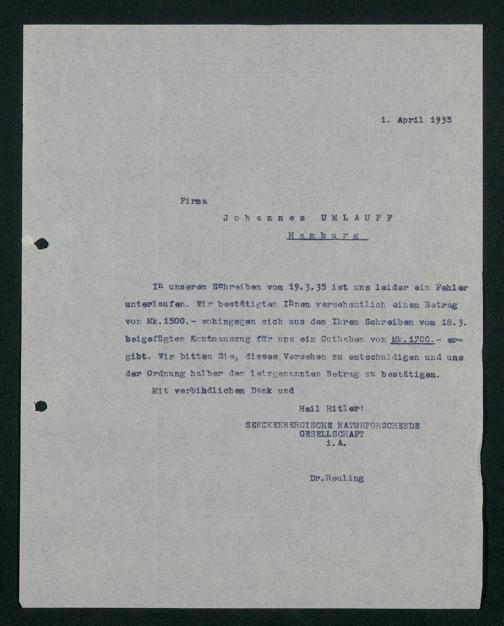 1. April 1935
Firma
Johannes UMLAUFF
Hamburg
In unserem Schreiben vom 19.3.35 ist uns leider ein Fehler
unterlaufen. Wir bestätigten Ihnen versehentlich einen Betrag
von Mk.1500.- wohingegen sich aus dem Ihrem Schreiben vom 18.3.
beigefügten Kontoauszug für uns ein Guthaben von Mk.1700.- er=
gibt. Wir bitten Sie, dieses Versehen zu entschuldigen und uns
der Ordnung halber den letzgenannten Betrag zu bestätigen.
Mit verbindlichem Dank und
Heil Hitler!
SENCKENBERGISCHE NATURFORSCHENDE
GESELLSCHAFT
i.A.
Dr.Reuling